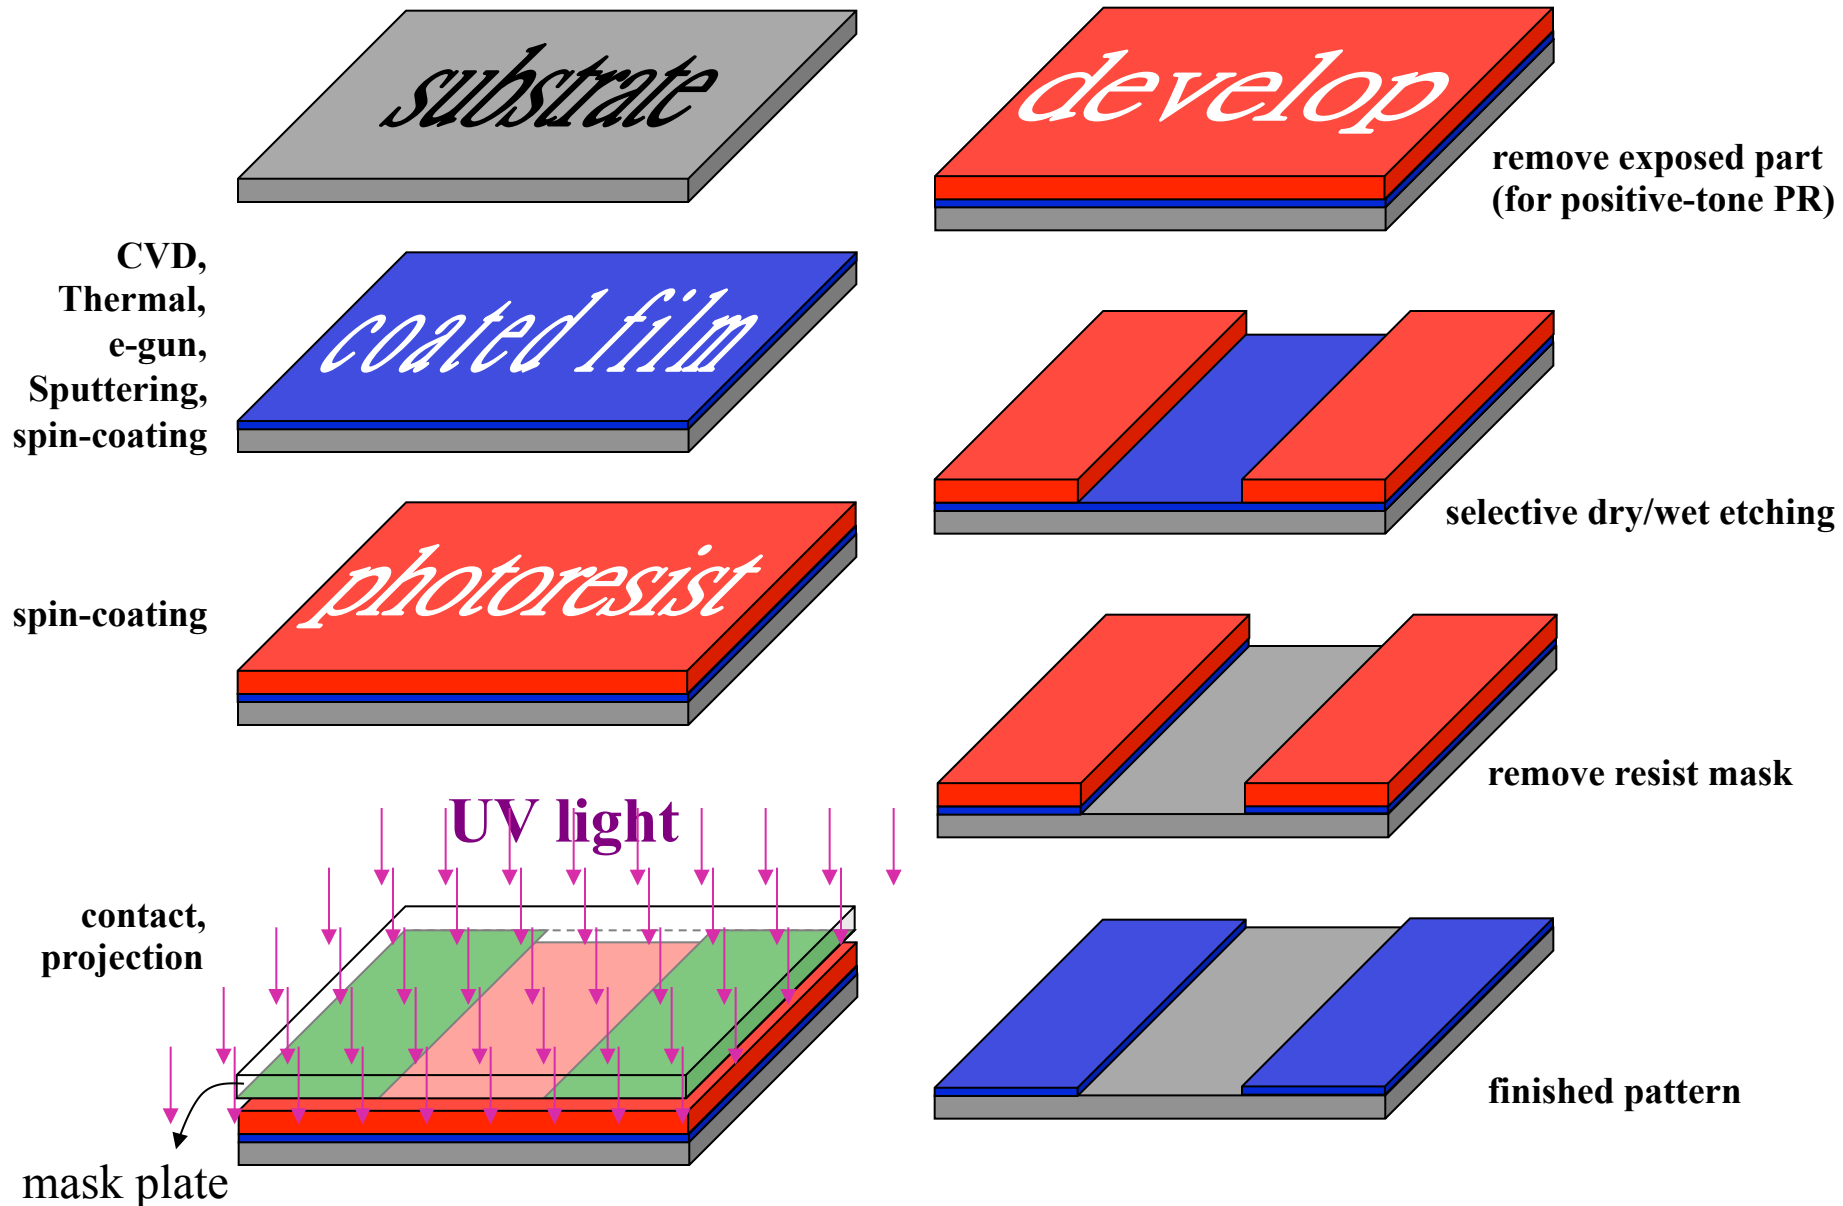 substrate
CVD,
Thermal,
e-gun,
Sputtering,
spin-coating
coated film
spin-coating
photoresist
UV light
contact,
projection
mask plate
develop
remove exposed part
(for positive-tone PR)
selective dry/wet etching
remove resist mask
finished pattern